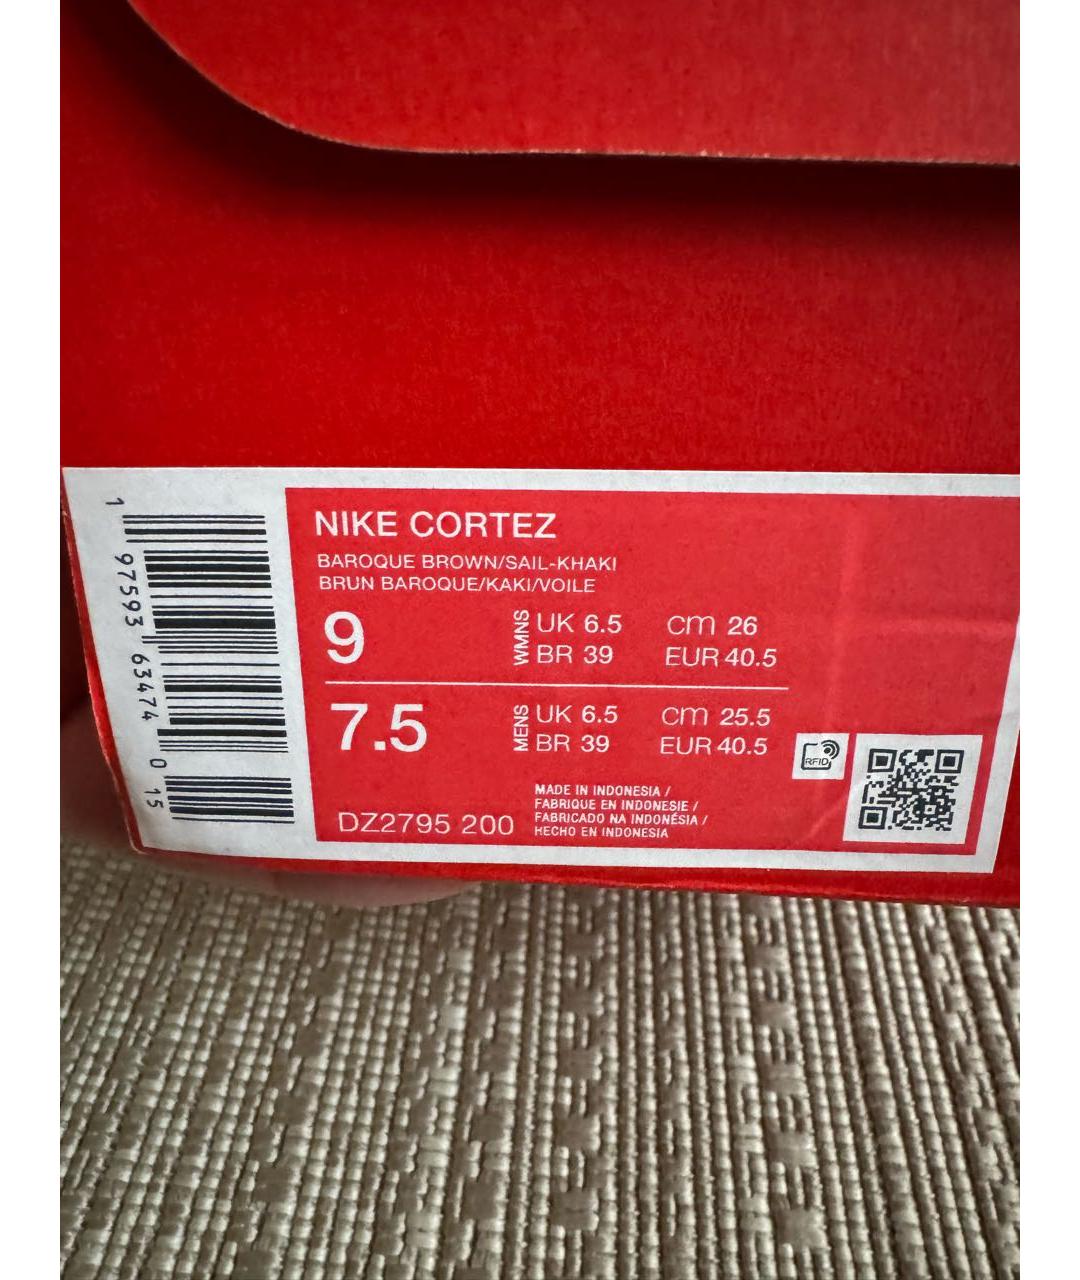 NIKE CORTEZ
BAROQUE BROWN/SAIL-KHAKI
BRUN BAROQUE/KAKI/VOILE
9 WMNS UK 6.5 cm 26
BR 39 EUR 40.5
7.5 MENS UK 6.5 cm 25.5
BR 39 EUR 40.5
RFID
MADE IN INDONESIA /
FABRIQUE EN INDONESIE /
FABRICADO NA INDONÉSIA /
HECHO EN INDONESIA
DZ2795 200
1 97593 63474 0 15